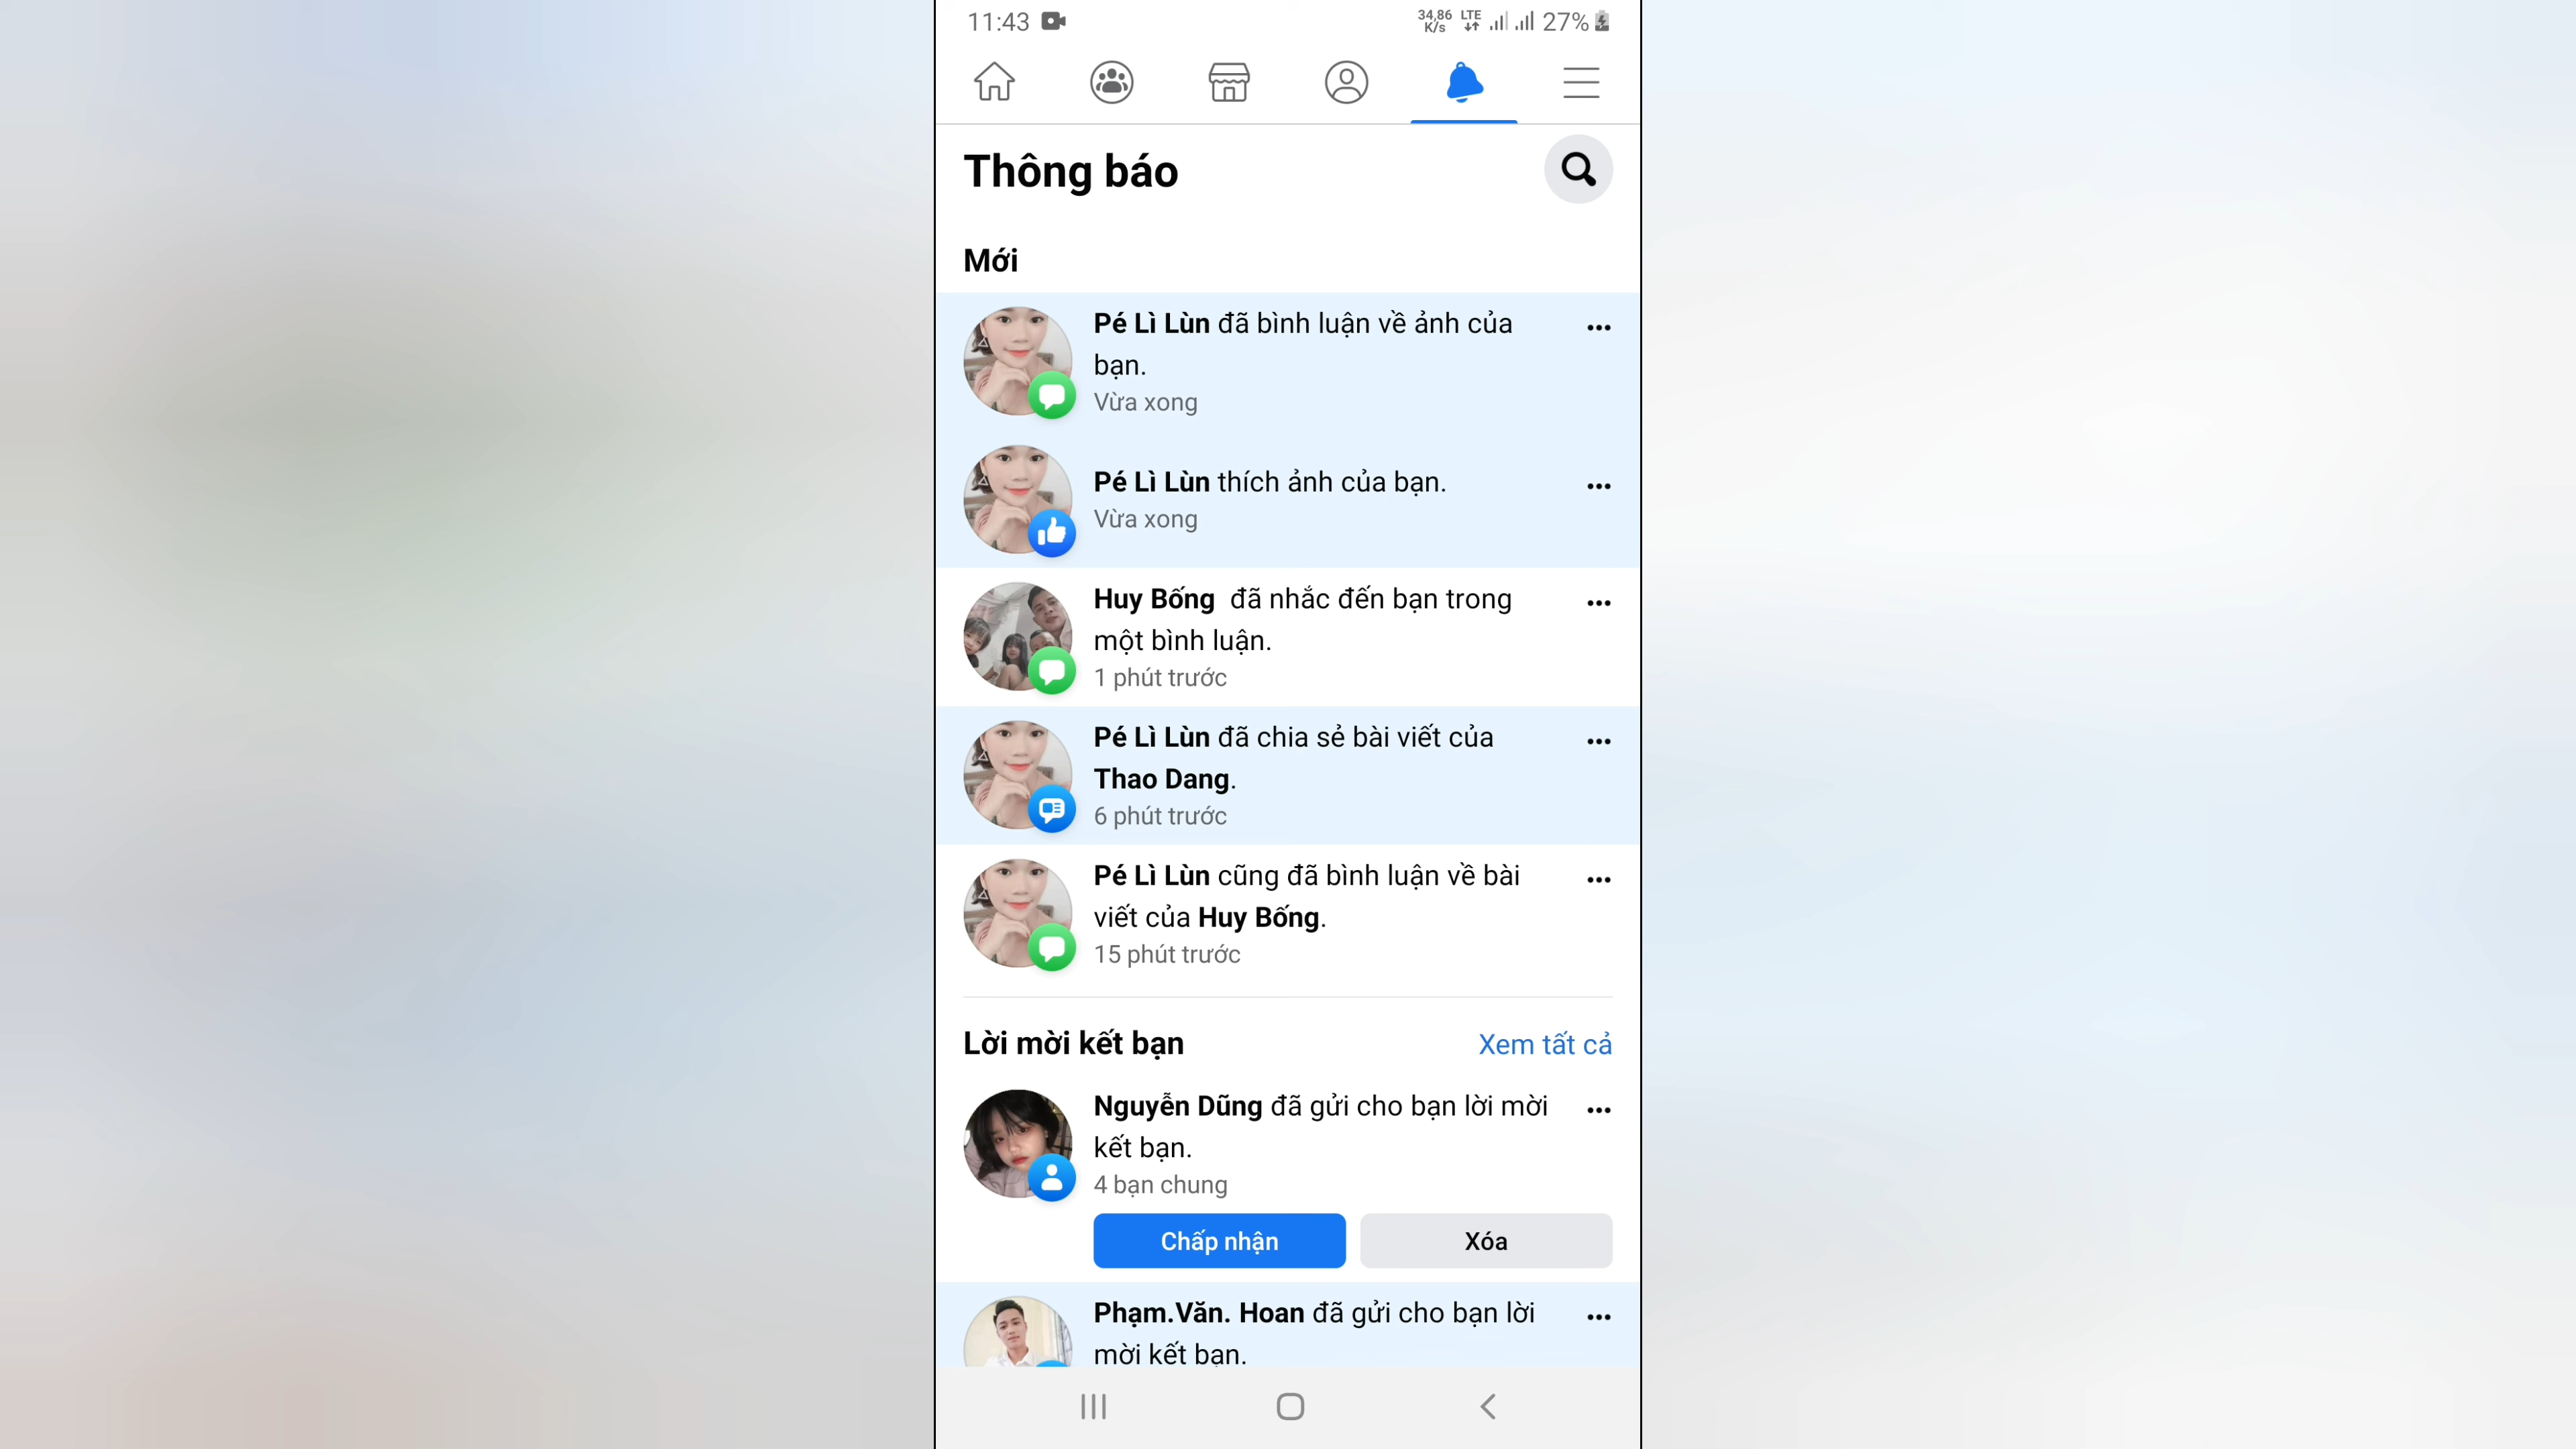 11:43
34,86 K/s LTE 27%
Thông báo
Mới
Pé Lì Lùn đã bình luận về ảnh của
bạn.
Vừa xong
Pé Lì Lùn thích ảnh của bạn.
Vừa xong
Huy Bống  đã nhắc đến bạn trong
một bình luận.
1 phút trước
Pé Lì Lùn đã chia sẻ bài viết của
Thao Dang.
6 phút trước
Pé Lì Lùn cũng đã bình luận về bài
viết của Huy Bống.
15 phút trước
Lời mời kết bạn
Xem tất cả
Nguyễn Dũng đã gửi cho bạn lời mời
kết bạn.
4 bạn chung
Chấp nhận
Xóa
Phạm.Văn. Hoan đã gửi cho bạn lời
mời kết bạn.